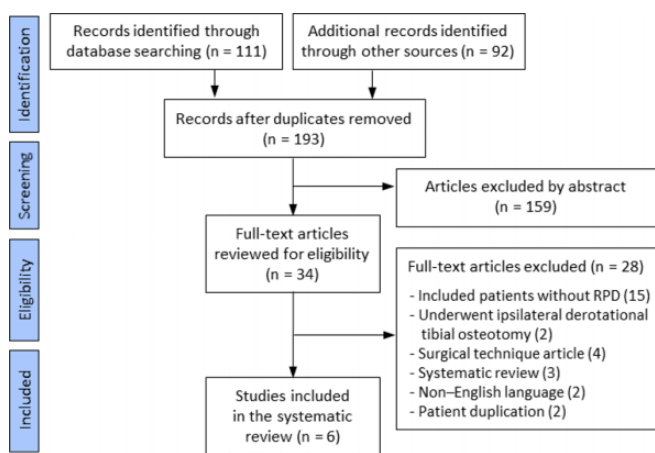 Identification
Records identified through
database searching (n = 111)
Additional records identified
through other sources (n = 92)
Records after duplicates removed
(n = 193)
Screening
Articles excluded by abstract
(n = 159)
Full-text articles
reviewed for eligibility
(n = 34)
Eligibility
Full-text articles excluded (n = 28)
- Included patients without RPD (15)
- Underwent ipsilateral derotational
tibial osteotomy (2)
- Surgical technique article (4)
- Systematic review (3)
- Non–English language (2)
- Patient duplication (2)
Included
Studies included
in the systematic
review (n = 6)